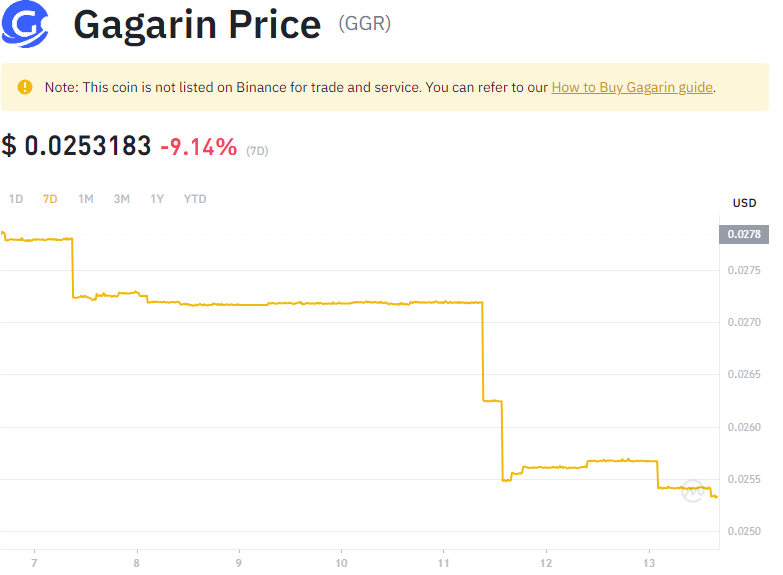 Gagarin Price (GGR)
Note: This coin is not listed on Binance for trade and service. You can refer to our How to Buy Gagarin guide.
$ 0.0253183 -9.14% (7D)
1D 7D 1M 3M 1Y YTD
USD
0.0278
0.0275
0.0270
0.0265
0.0260
0.0255
0.0250
7 8 9 10 11 12 13